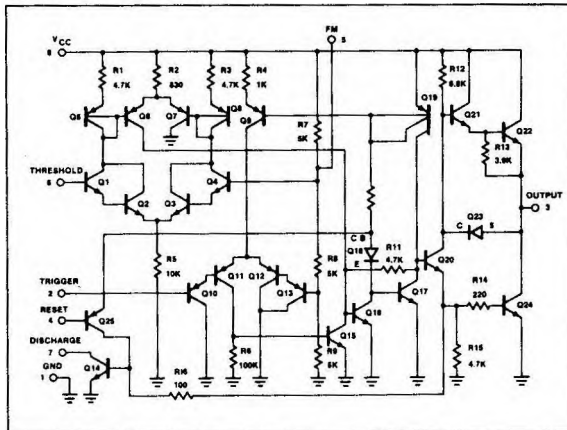 FM
5
VCC
8
R1
4.7K
R2
830
R3
4.7K
R4
1K
R12
6.8K
Q5
Q6
Q7
Q8
Q9
Q19
Q21
Q22
R7
5K
R13
3.9K
THRESHOLD
6
Q1
Q2
Q3
Q4
OUTPUT
3
Q23
C
S
R5
10K
R8
5K
C B
Q18
E
R11
4.7K
Q20
Q11
Q12
TRIGGER
2
Q10
Q13
Q17
R14
220
Q24
RESET
4
Q25
Q16
Q15
DISCHARGE
7
Q14
GND
1
R6
100K
R9
5K
R15
4.7K
R16
100